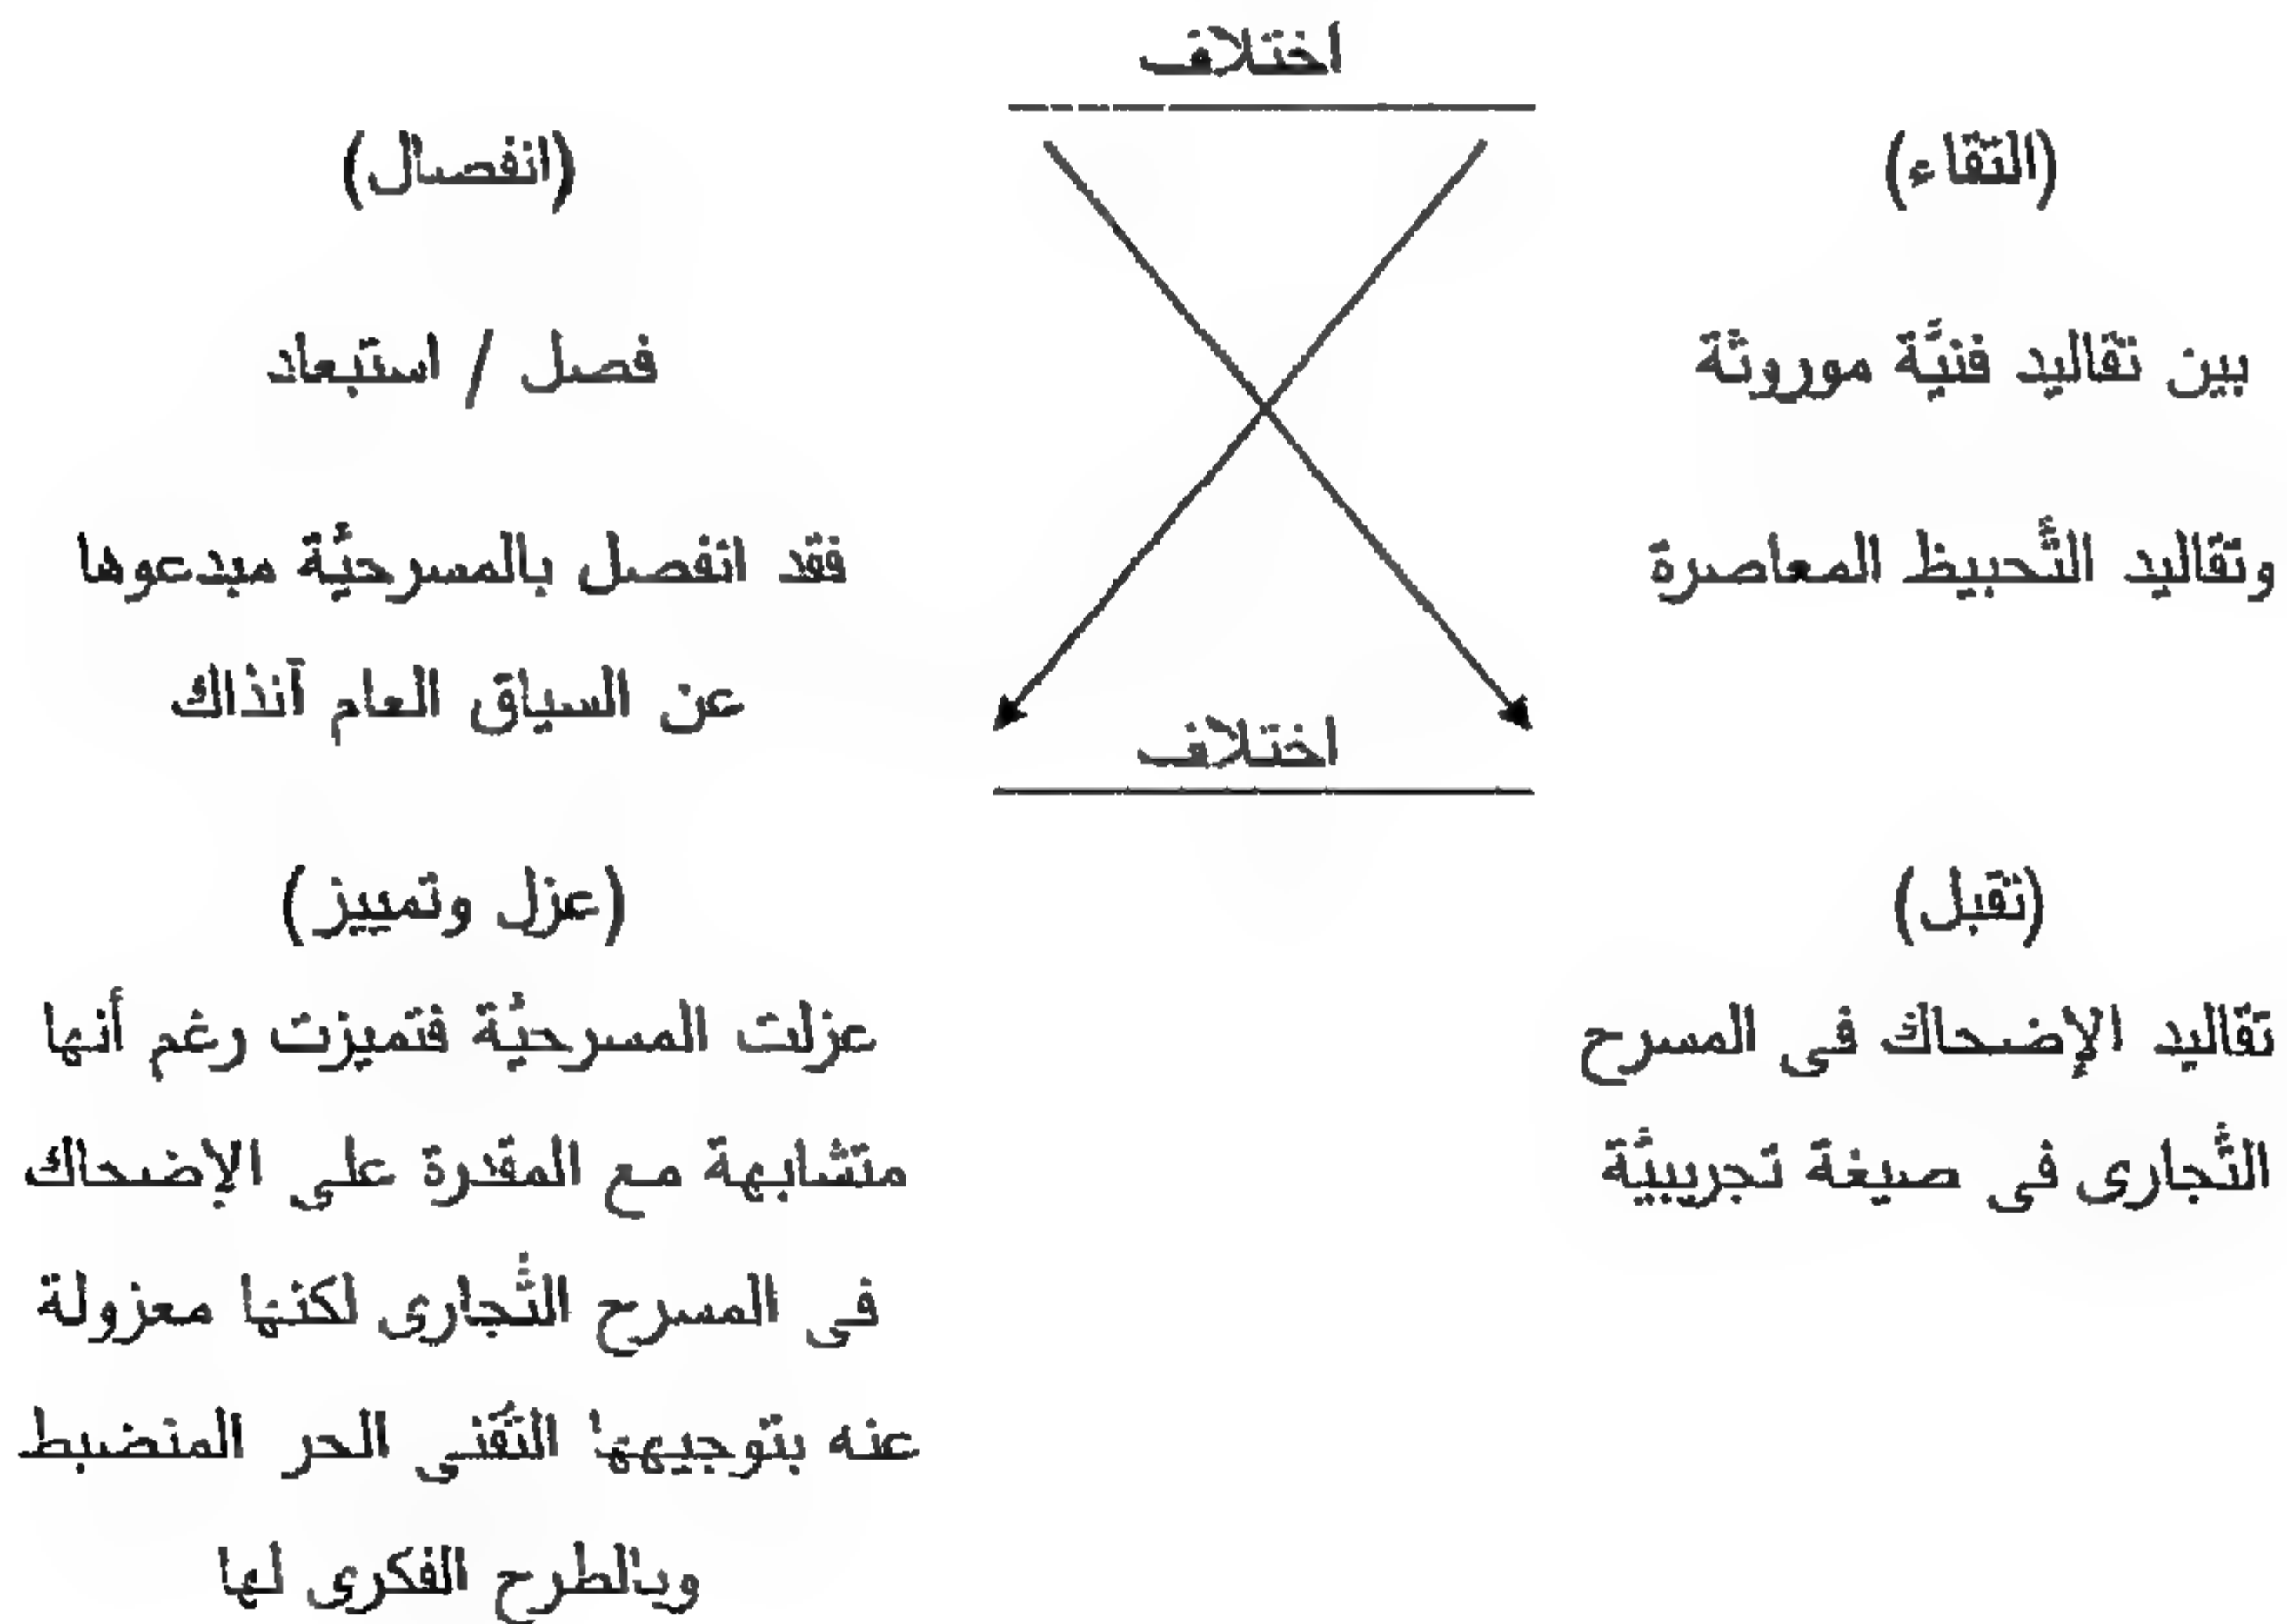 اختلاف
(التقاء)
بين تقاليد فنيَّة موروثة
وتقاليد التَّحبيظ المعاصرة
(انفصال)
فصل / استبعاد
فقد انفصل بالمسرحيَّة مبدعوها
عن السياق العام آنذاك
اختلاف
(تقبل)
تقاليد الإضحاك فى المسرح
التَّجارى فى صيغة تجريبيَّة
(عزل وتمييز)
عزلت المسرحيَّة فتميزت رغم أنها
متشابهة مع المقدرة على الإضحاك
فى المسرح التَّجارى لكنها معزولة
عنه بتوجيهها التَّقنى الحر المنضبط
وبالطرح الفكرى لها